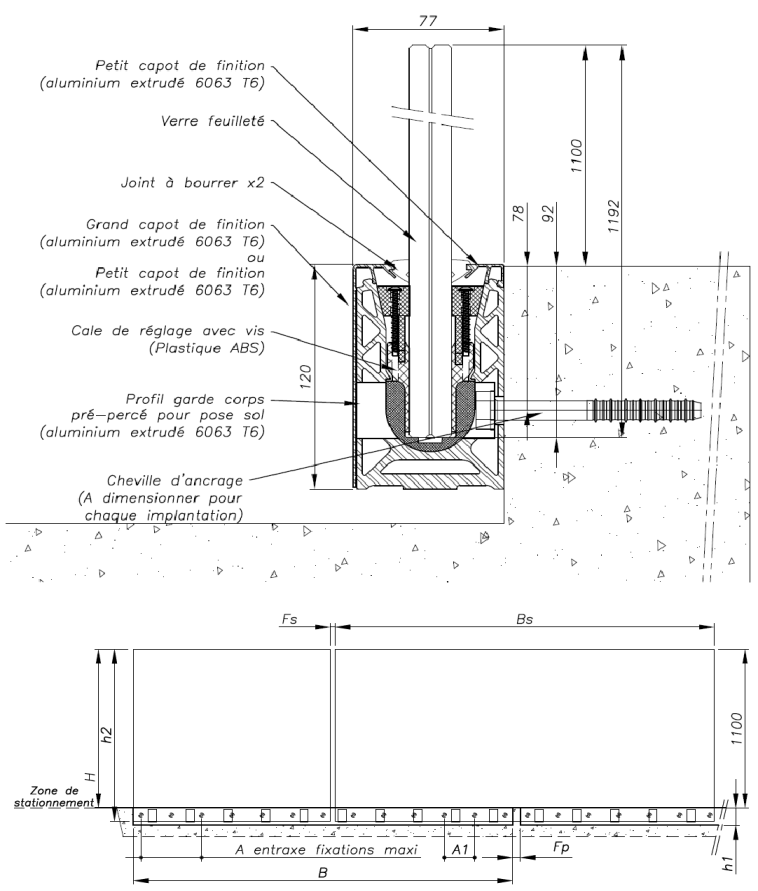 77
Petit capot de finition
(aluminium extrudé 6063 T6)
Verre feuilleté
Joint à bourrer x2
Grand capot de finition
(aluminium extrudé 6063 T6)
ou
Petit capot de finition
(aluminium extrudé 6063 T6)
Cale de réglage avec vis
(Plastique ABS)
Profil garde corps
pré-percé pour pose sol
(aluminium extrudé 6063 T6)
Cheville d'ancrage
(A dimensionner pour
chaque implantation)
120
78
92
1100
1192
Fs
Bs
H
h2
1100
Zone de
stationnement
A entraxe fixations maxi
A1
Fp
h1
B